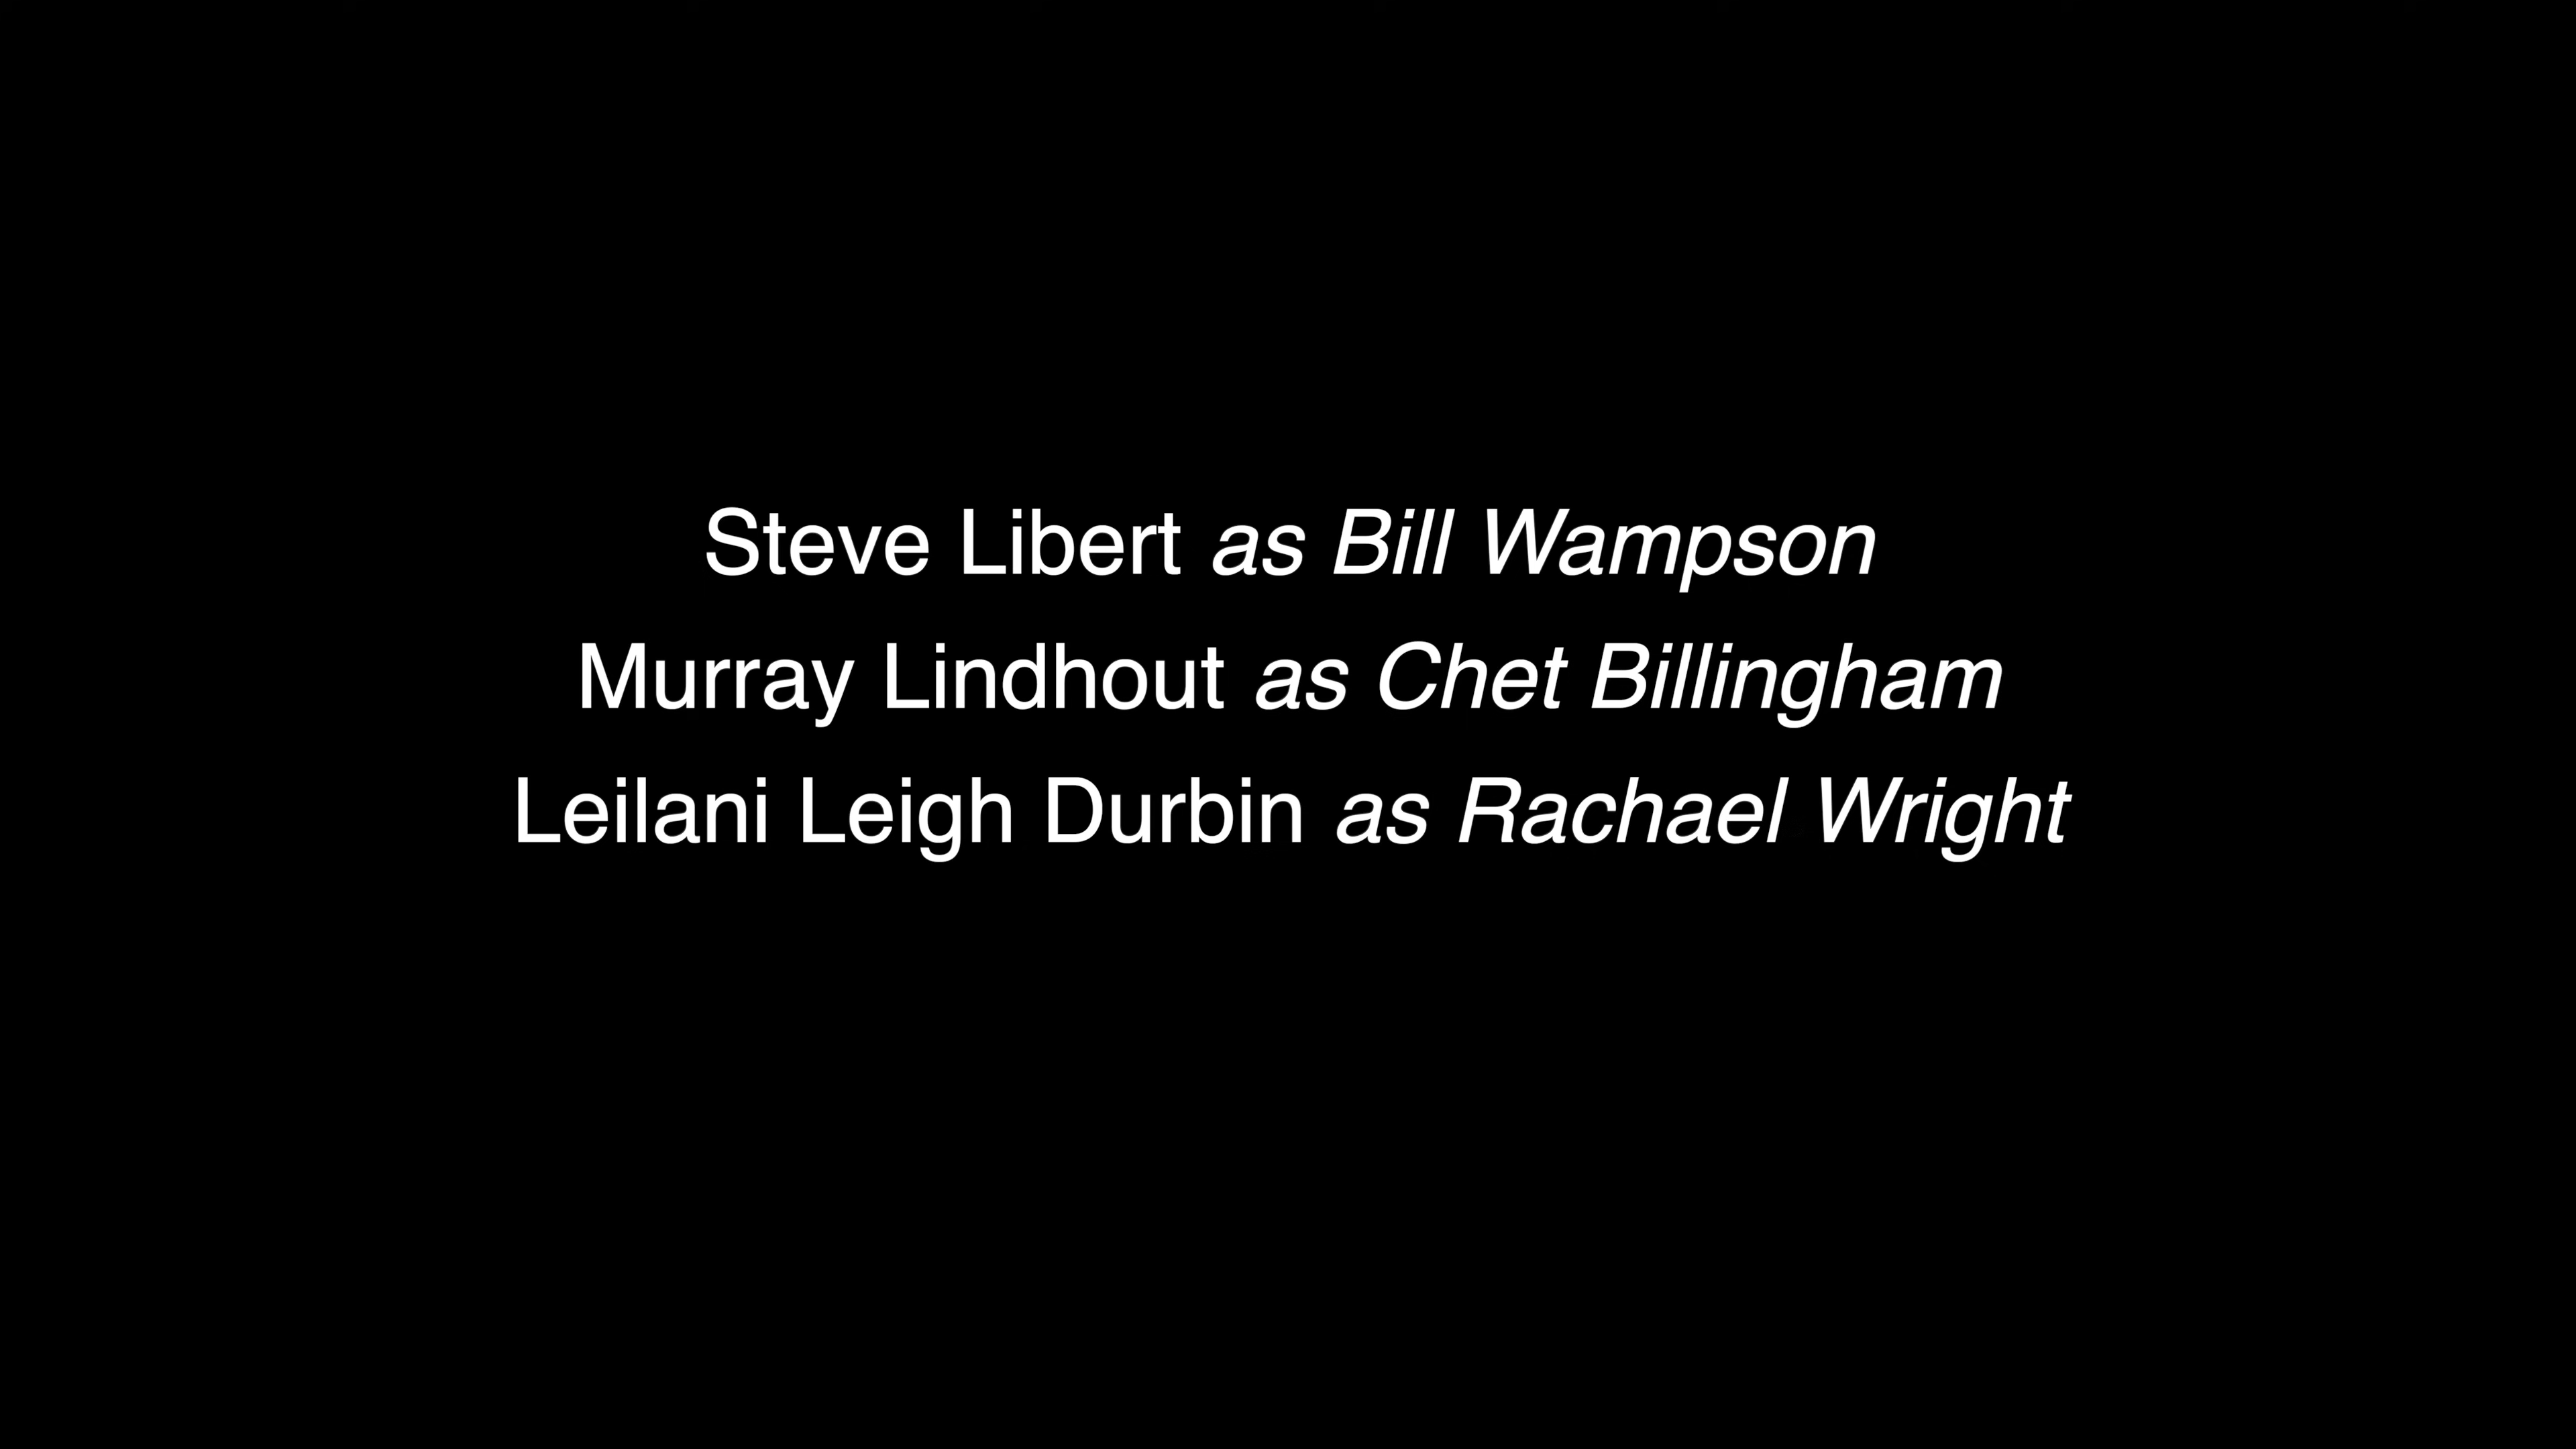 Steve Libert as Bill Wampson
Murray Lindhout as Chet Billingham
Leilani Leigh Durbin as Rachael Wright